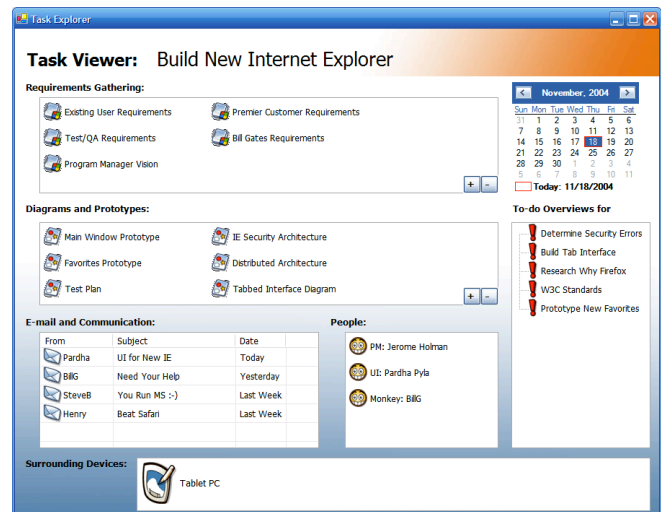 Task Explorer
Task Viewer: Build New Internet Explorer
Requirements Gathering:
Existing User Requirements
Premier Customer Requirements
Test/QA Requirements
Bill Gates Requirements
Program Manager Vision
+ -
November, 2004
Sun Mon Tue Wed Thu Fri Sat
31 1 2 3 4 5 6
7 8 9 10 11 12 13
14 15 16 17 18 19 20
21 22 23 24 25 26 27
28 29 30 1 2 3 4
5 6 7 8 9 10 11
Today: 11/18/2004
Diagrams and Prototypes:
Main Window Prototype
IE Security Architecture
Favorites Prototype
Distributed Architecture
Test Plan
Tabbed Interface Diagram
+ -
To-do Overviews for
Determine Security Errors
Build Tab Interface
Research Why Firefox
W3C Standards
Prototype New Favorites
E-mail and Communication:
From Subject Date
Pardha UI for New IE Today
BillG Need Your Help Yesterday
SteveB You Run MS :-) Last Week
Henry Beat Safari Last Week
People:
PM: Jerome Holman
UI: Pardha Pyla
Monkey: BillG
Surrounding Devices:
Tablet PC